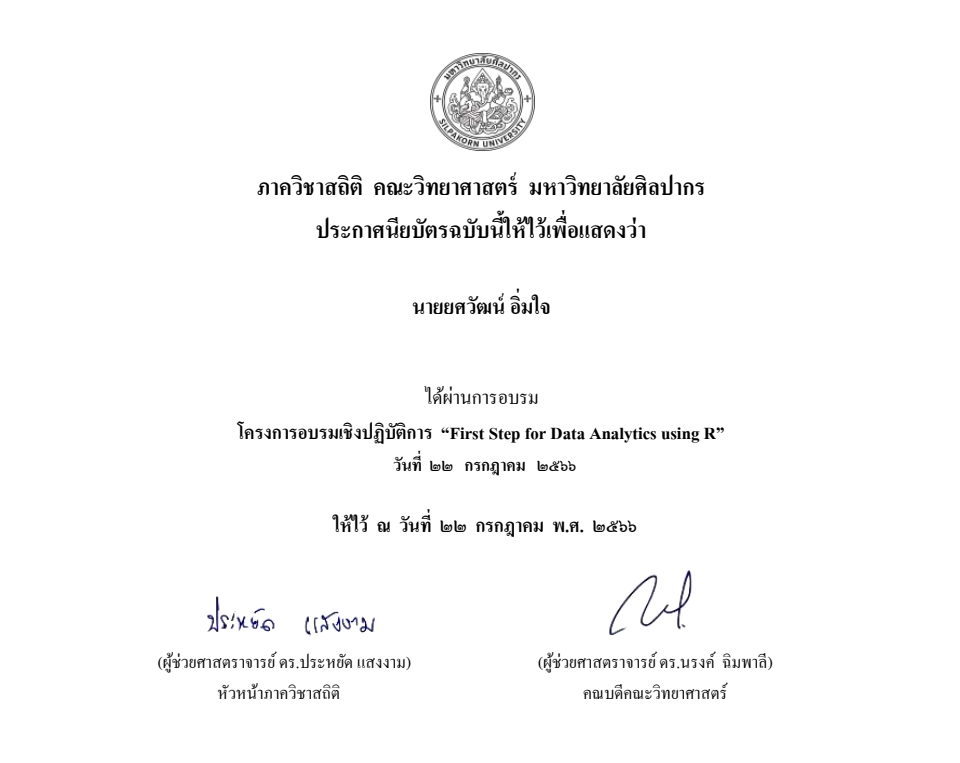 มหาวิทยาลัยศิลปากร
SILPAKORN UNIVERSITY
ภาควิชาสถิติ คณะวิทยาศาสตร์ มหาวิทยาลัยศิลปากร
ประกาศนียบัตรฉบับนี้ให้ไว้เพื่อแสดงว่า
นายยศวัฒน์ อิ่มใจ
ได้ผ่านการอบรม
โครงการอบรมเชิงปฏิบัติการ “First Step for Data Analytics using R”
วันที่ ๒๒ กรกฎาคม ๒๕๖๖
ให้ไว้ ณ วันที่ ๒๒ กรกฎาคม พ.ศ. ๒๕๖๖
ประหยัด แสงงาม
(ผู้ช่วยศาสตราจารย์ ดร.ประหยัด แสงงาม) (ผู้ช่วยศาสตราจารย์ ดร.นรงค์ ฉิมพาลี)
หัวหน้าภาควิชาสถิติ คณบดีคณะวิทยาศาสตร์